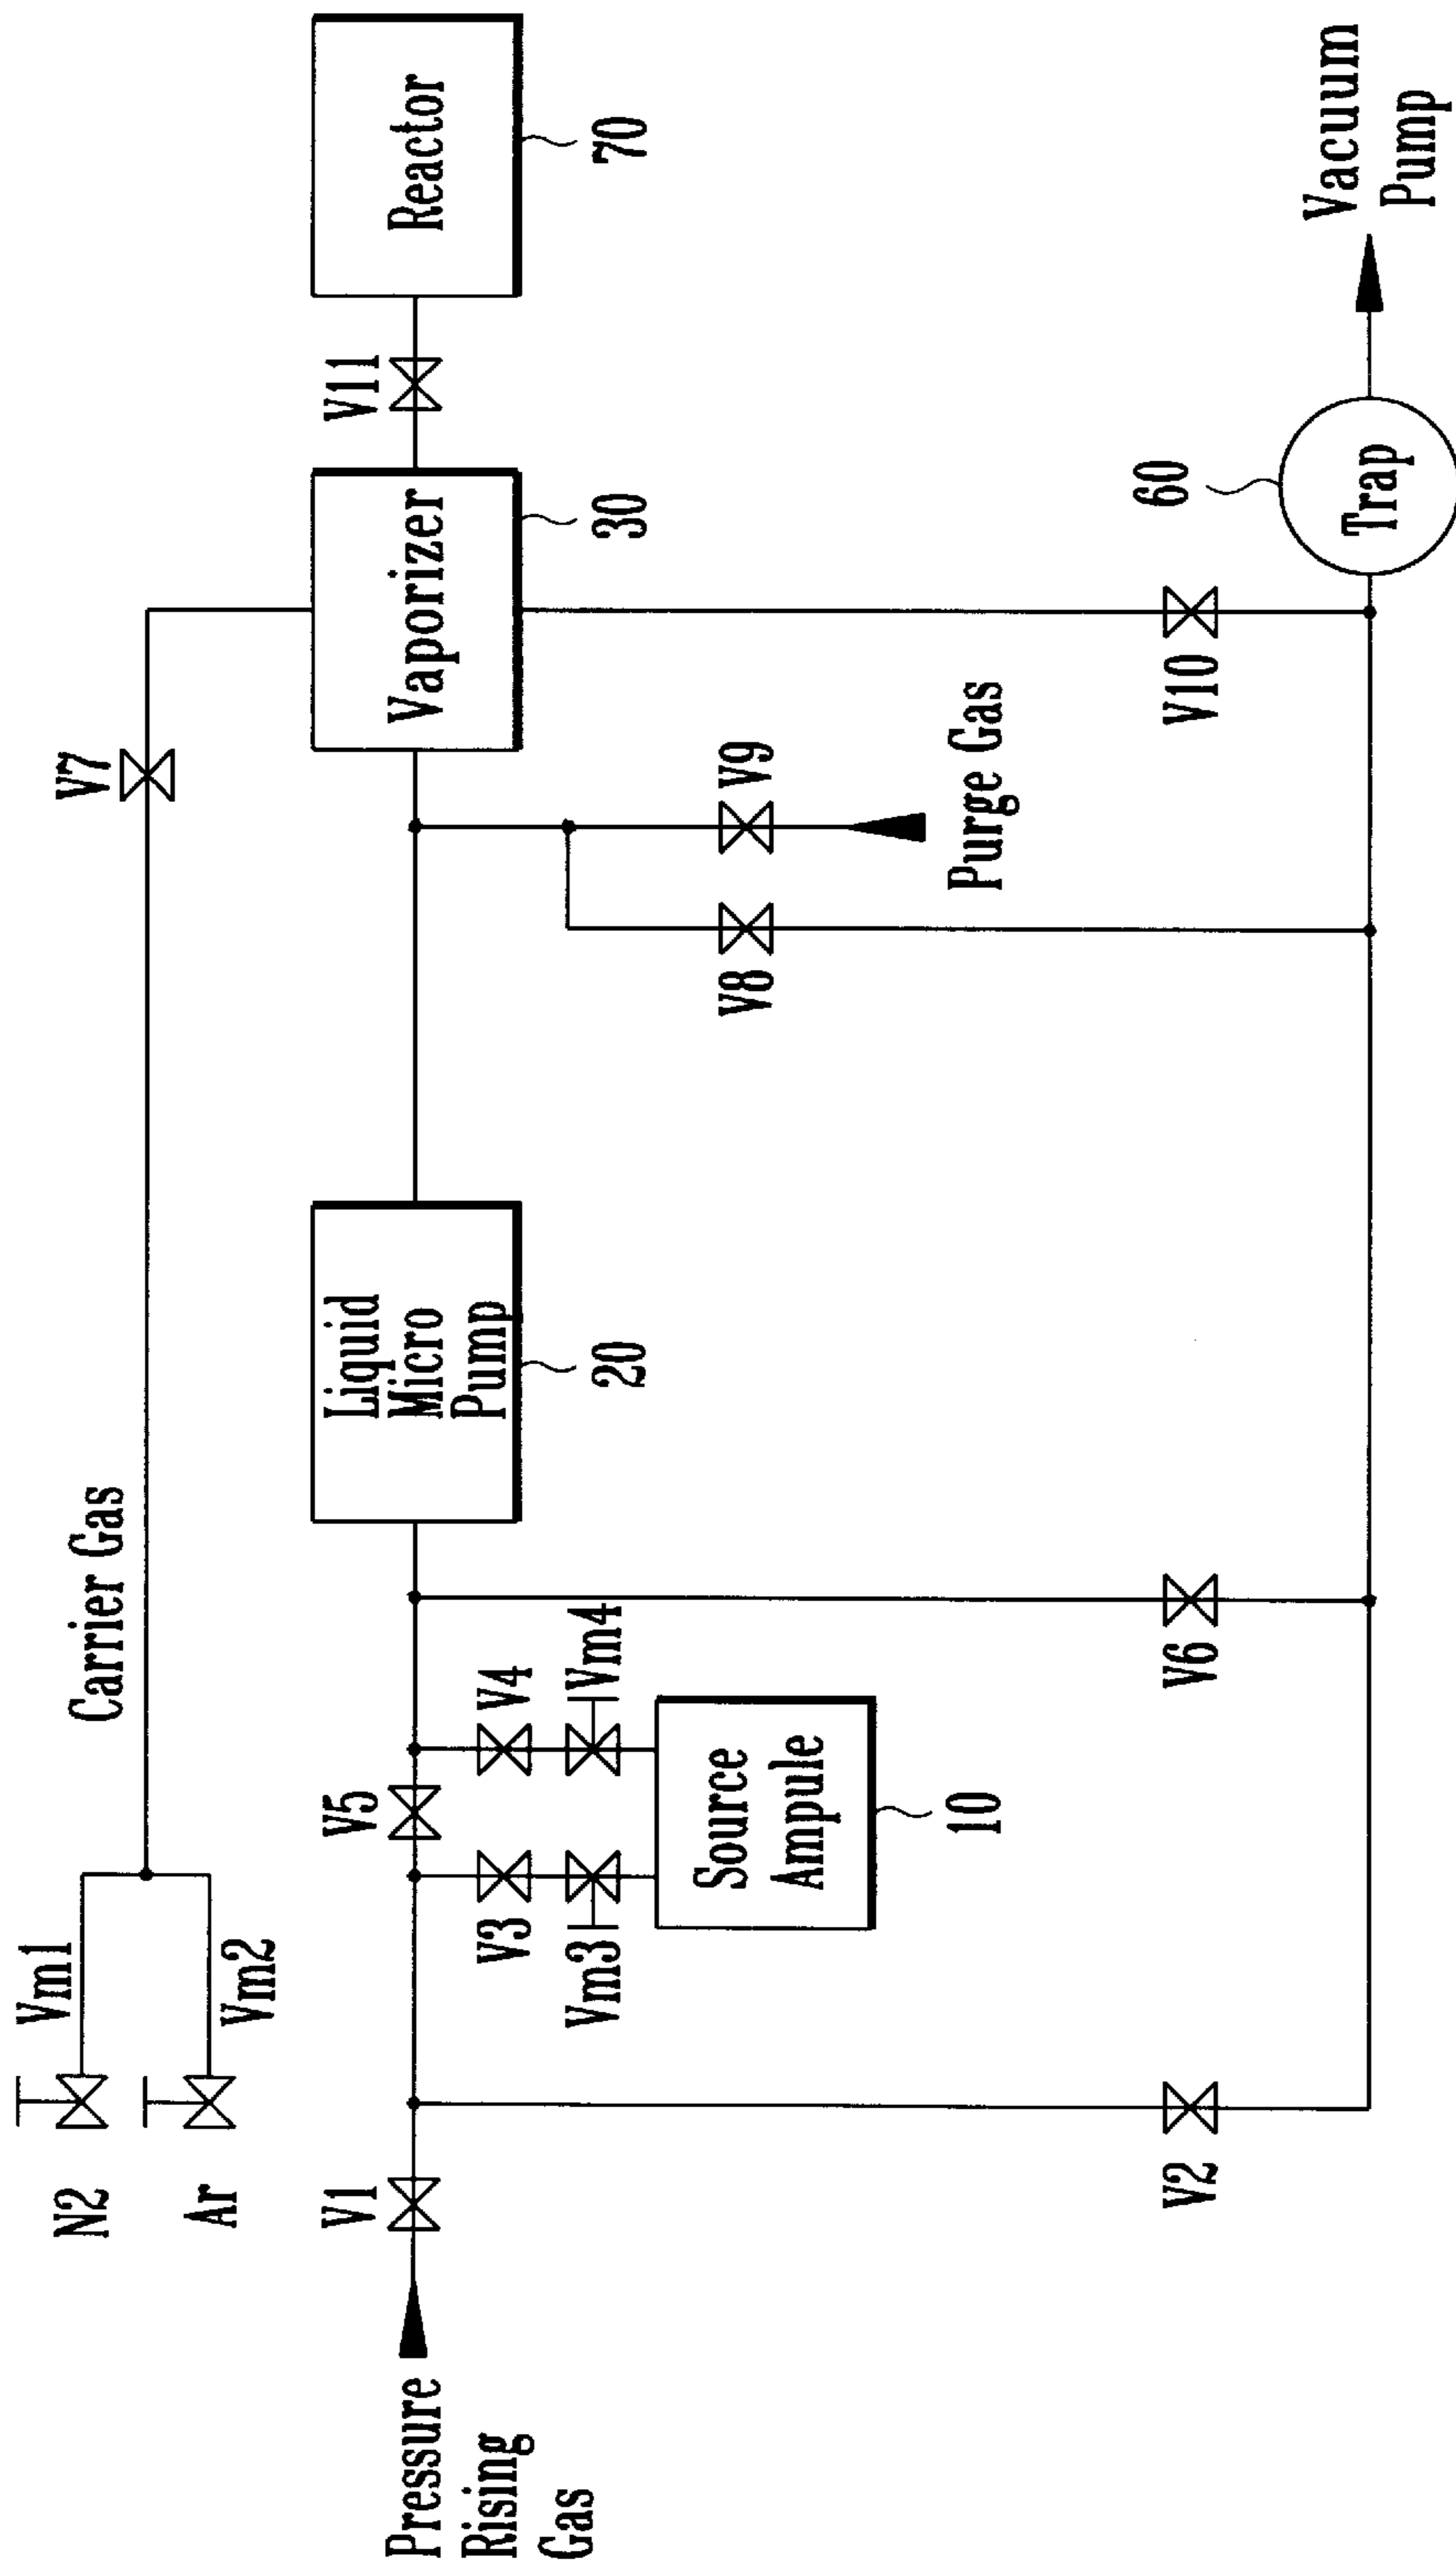 N2
Vm1
Ar
Vm2
Carrier Gas
V7
Pressure
Rising
Gas
V1
V5
V3
V4
Vm3
Vm4
Source
Ampule
10
Liquid
Micro
Pump
20
Vaporizer
30
V11
Reactor
70
V8
V9
Purge Gas
V2
V6
V10
60
Trap
Vacuum
Pump